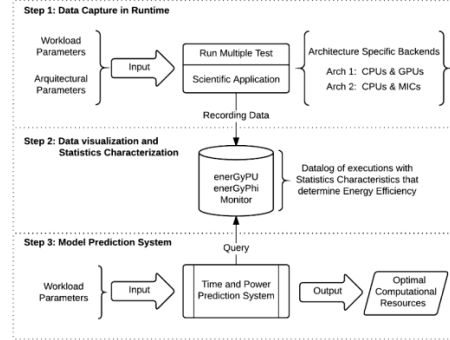 Step 1: Data Capture in Runtime
Workload
Parameters
Arquitectural
Parameters
Input
Run Multiple Test
Scientific Application
Architecture Specific Backends
Arch 1: CPUs & GPUs
Arch 2: CPUs & MICs
Recording Data
Step 2: Data visualization and
Statistics Characterization
enerGyPU
enerGyPhi
Monitor
Datalog of executions with
Statistics Characteristics that
determine Energy Efficiency
Step 3: Model Prediction System
Query
Workload
Parameters
Input
Time and Power
Prediction System
Output
Optimal
Computational
Resources